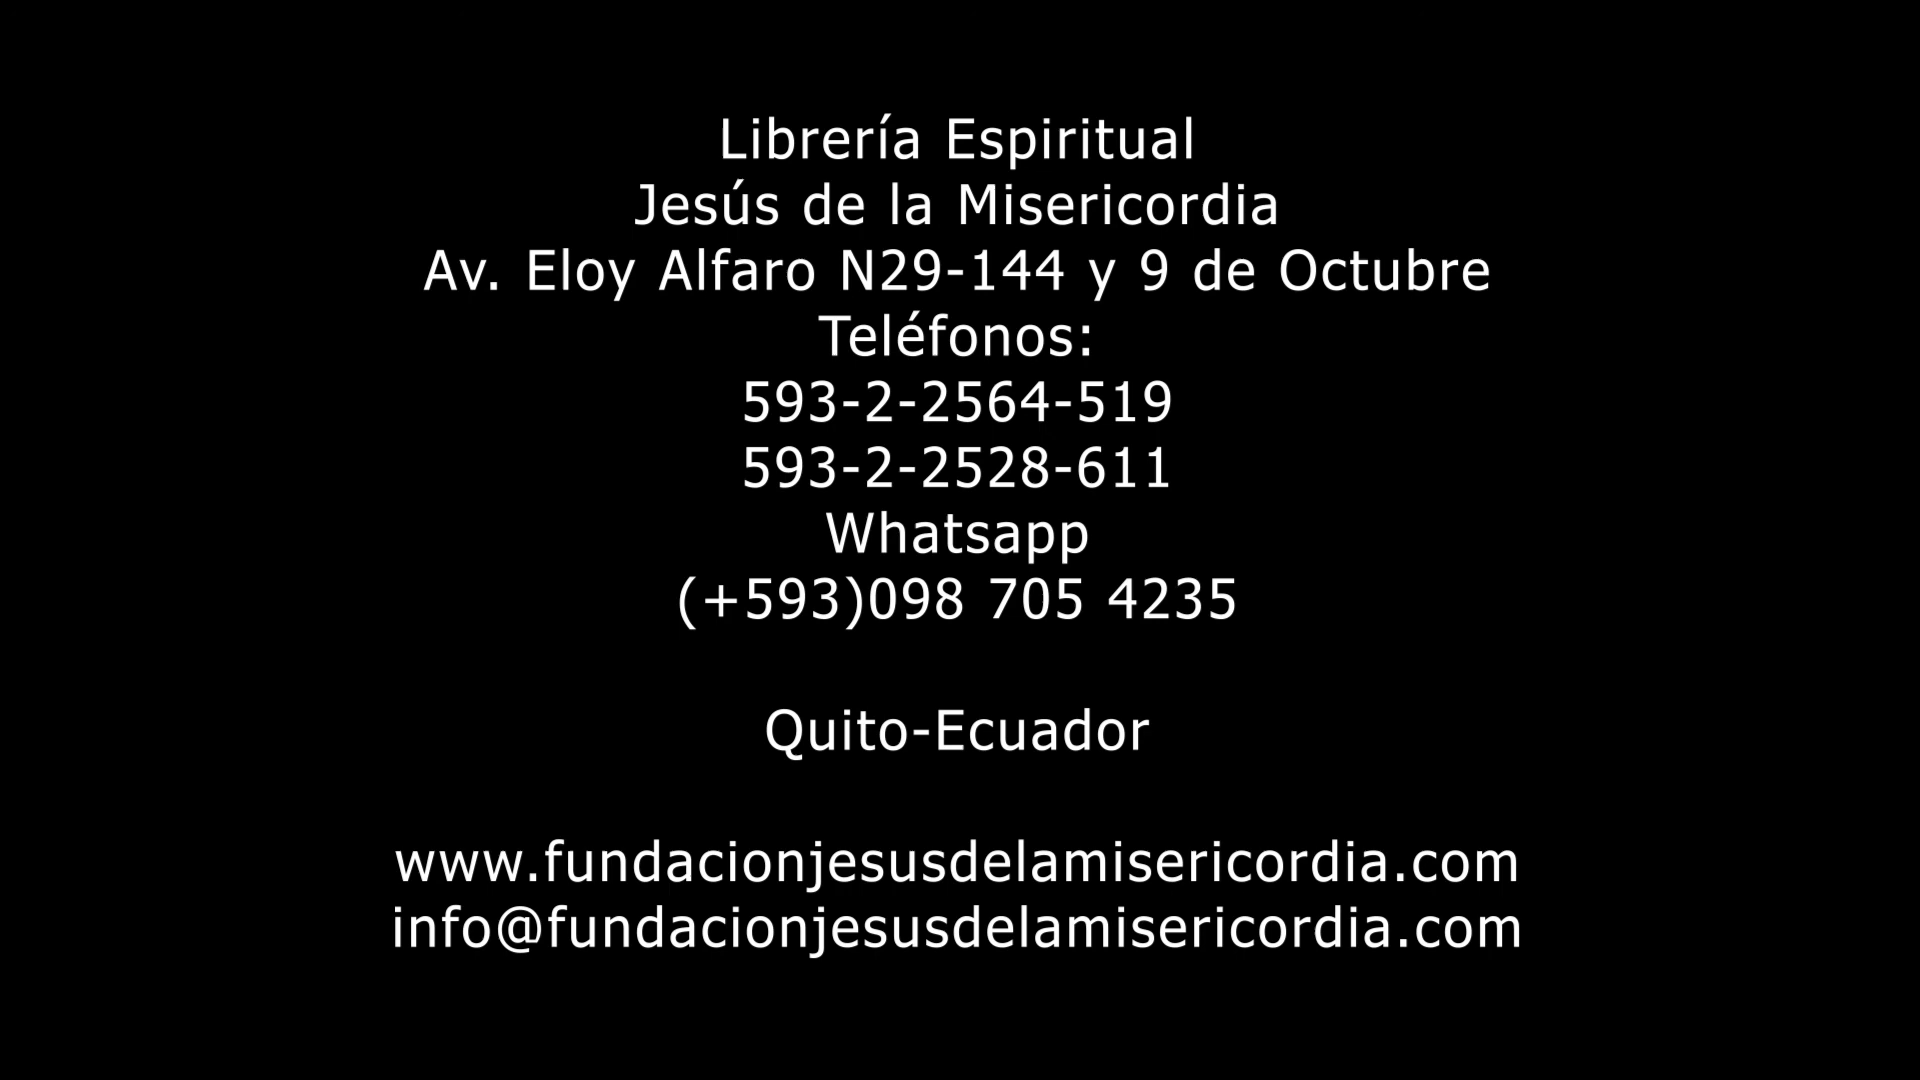 Librería Espiritual
Jesús de la Misericordia
Av. Eloy Alfaro N29-144 y 9 de Octubre
Teléfonos:
593-2-2564-519
593-2-2528-611
Whatsapp
(+593)098 705 4235
Quito-Ecuador
www.fundacionjesusdelamisericordia.com
info@fundacionjesusdelamisericordia.com